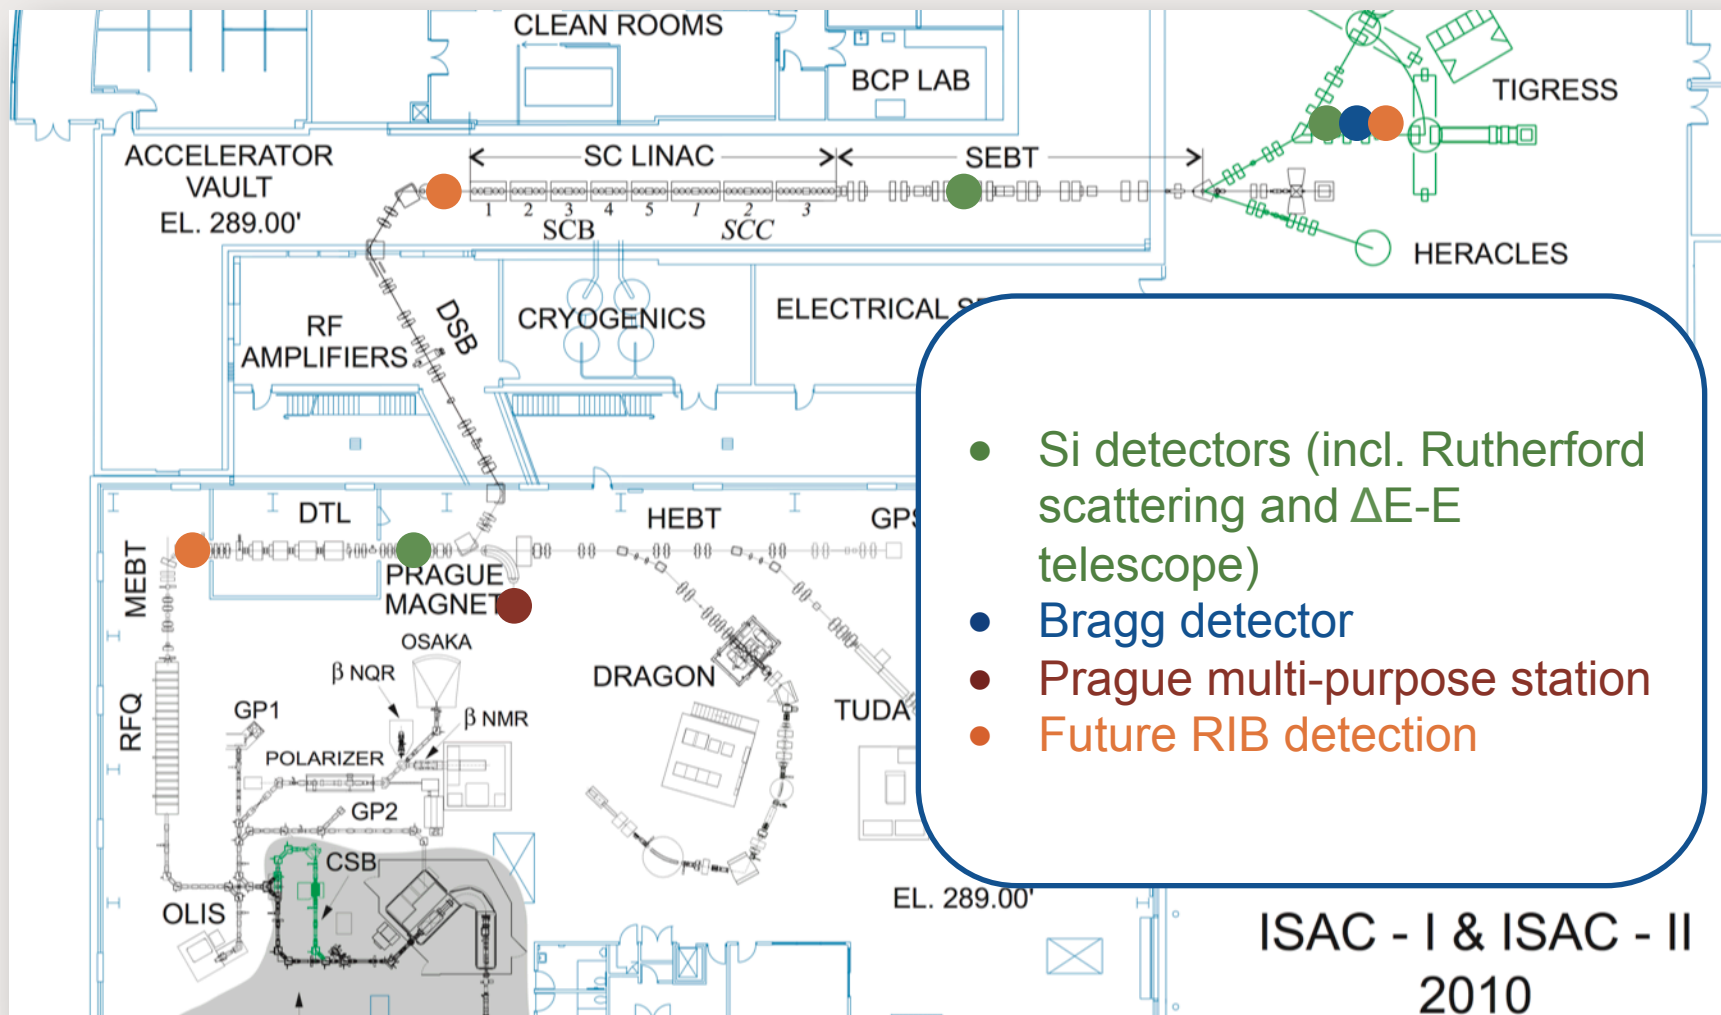 CLEAN ROOMS
BCP LAB
TIGRESS
ACCELERATOR
VAULT
EL. 289.00'
SC LINAC
SEBT
1 2 3 4 5 1 2 3
SCB
SCC
HERACLES
RF
AMPLIFIERS
DSB
CRYOGENICS
ELECTRICAL
• Si detectors (incl. Rutherford
scattering and ΔE-E
telescope)
• Bragg detector
• Prague multi-purpose station
• Future RIB detection
DTL
HEBT
GPS
MEBT
PRAGUE
MAGNET
OSAKA
β NQR
β NMR
DRAGON
TUDA
RFQ
GP1
POLARIZER
GP2
CSB
OLIS
EL. 289.00'
ISAC - I & ISAC - II
2010